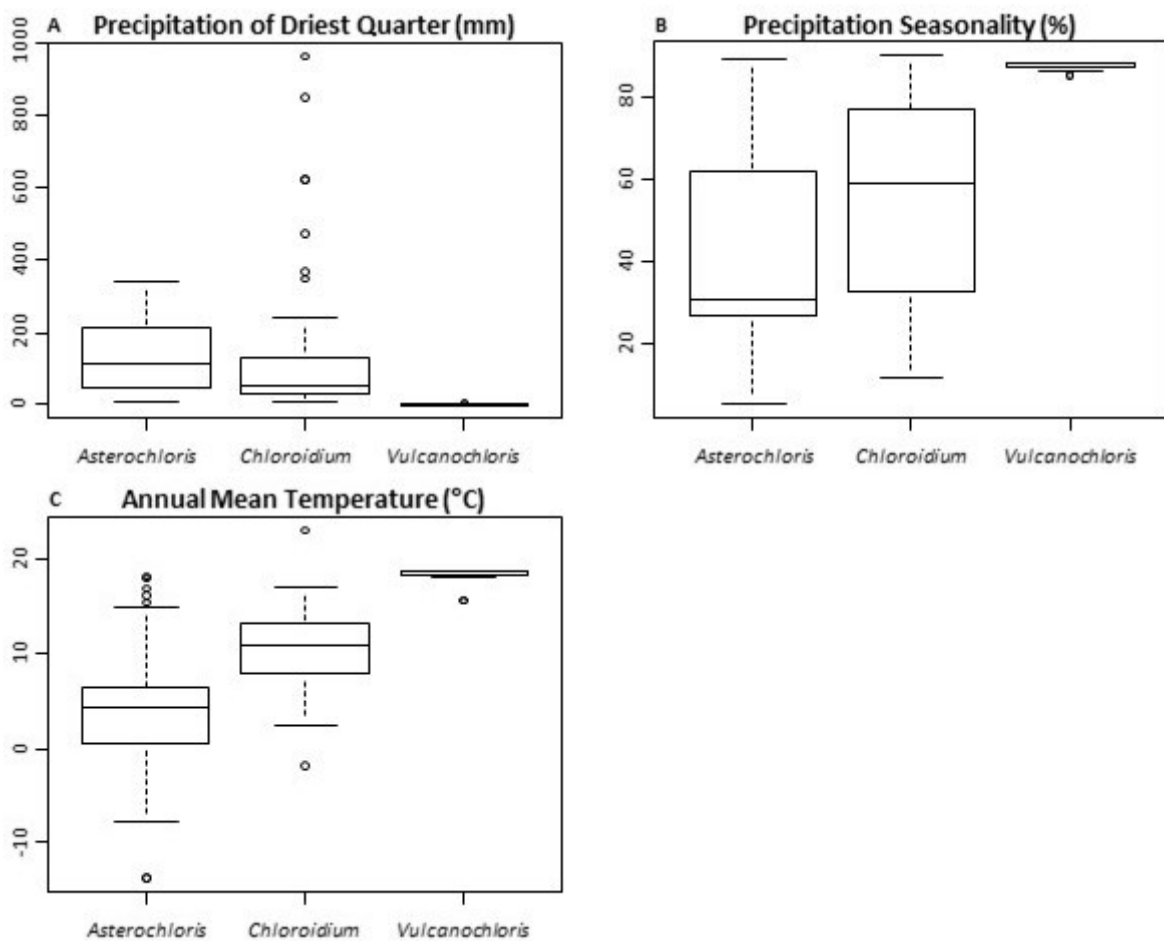 A Precipitation of Driest Quarter (mm)
1000
800
600
400
200
0
Asterochloris Chloroidium Vulcanochloris
B Precipitation Seasonality (%)
80
60
40
20
Asterochloris Chloroidium Vulcanochloris
C Annual Mean Temperature (°C)
20
10
0
-10
Asterochloris Chloroidium Vulcanochloris